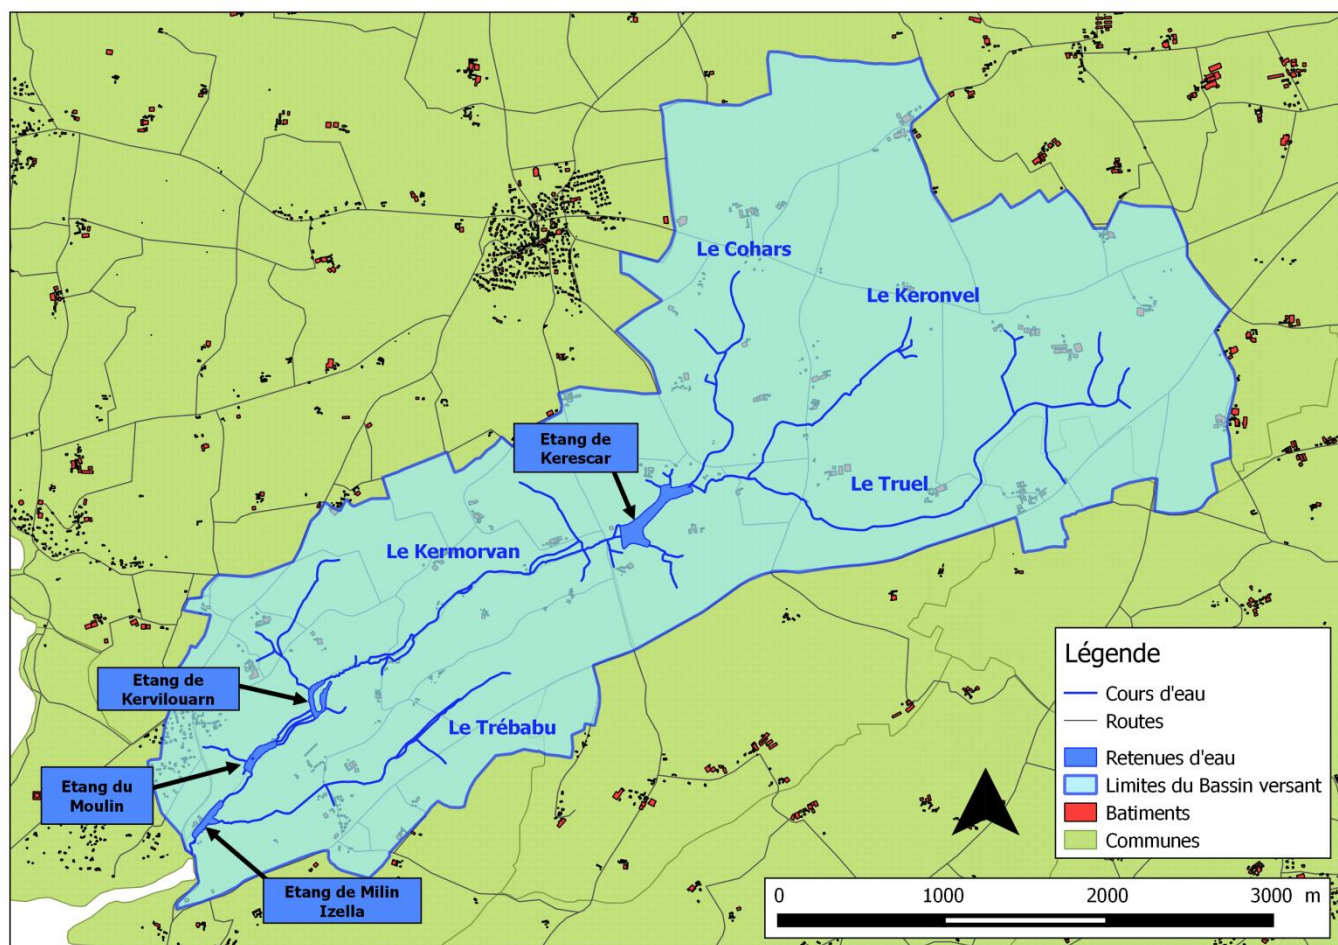 Le Cohars
Le Keronvel
Etang de
Kerescar
Le Truel
Le Kermorvan
Etang de
Kervilouarn
Le Trébabu
Etang du
Moulin
Etang de Milin
Izella
Légende
Cours d'eau
Routes
Retenues d'eau
Limites du Bassin versant
Batiments
Communes
0 1000 2000 3000 m